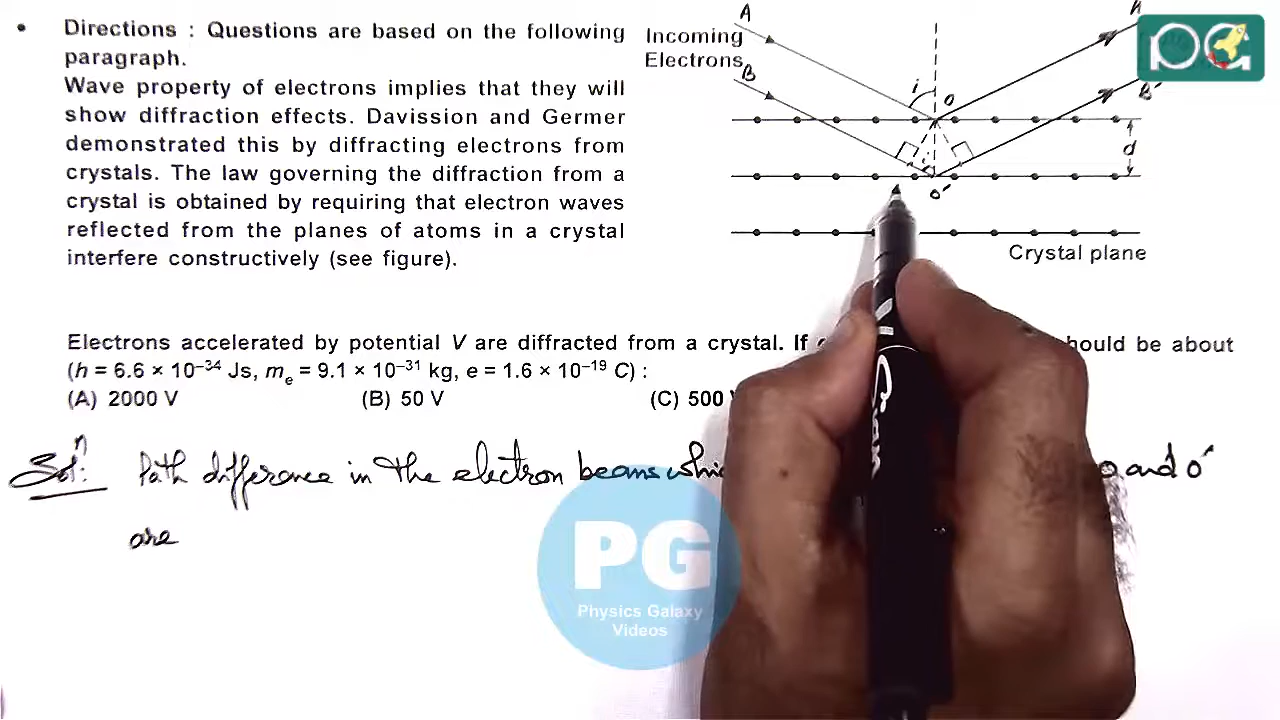 • Directions : Questions are based on the following
paragraph.
Wave property of electrons implies that they will
show diffraction effects. Davission and Germer
demonstrated this by diffracting electrons from
crystals. The law governing the diffraction from a
crystal is obtained by requiring that electron waves
reflected from the planes of atoms in a crystal
interfere constructively (see figure).
Incoming
Electrons
A
B
i
O
A'
B'
d
i
O'
Crystal plane
PG
Electrons accelerated by potential V are diffracted from a crystal. If should be about
(h = 6.6 × 10⁻³⁴ Js, mₑ = 9.1 × 10⁻³¹ kg, e = 1.6 × 10⁻¹⁹ C) :
(A) 2000 V (B) 50 V (C) 500
Solⁿ: Path difference in the electron beams which O and O'
are
PG
Physics Galaxy
Videos